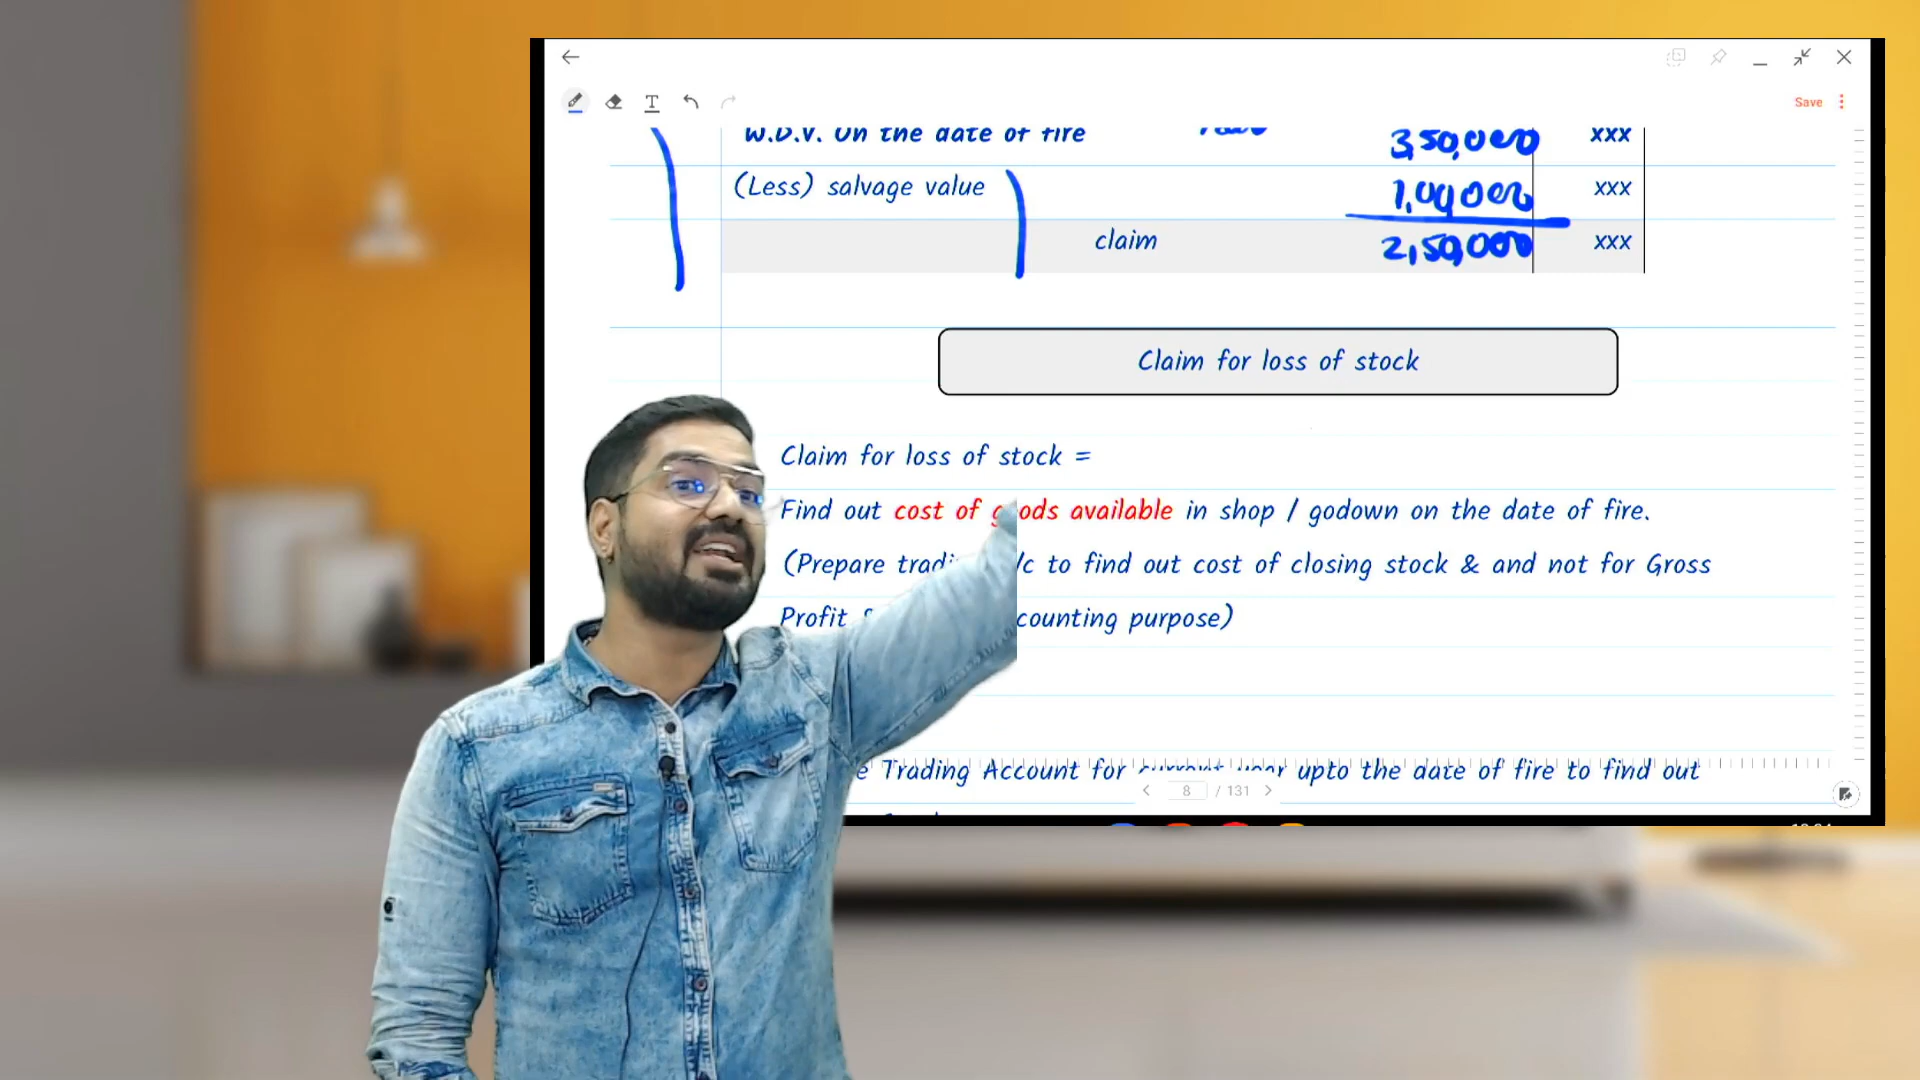 Save
W.D.V. On the date of fire 3,50,000 xxx
(Less) salvage value 1,00,000 xxx
claim 2,50,000 xxx
Claim for loss of stock
Claim for loss of stock =
Find out cost of goods available in shop / godown on the date of fire.
(Prepare /c to find out cost of closing stock & and not for Gross
Profit purpose)
Trading Account for current year upto the date of fire to find out
8 / 131